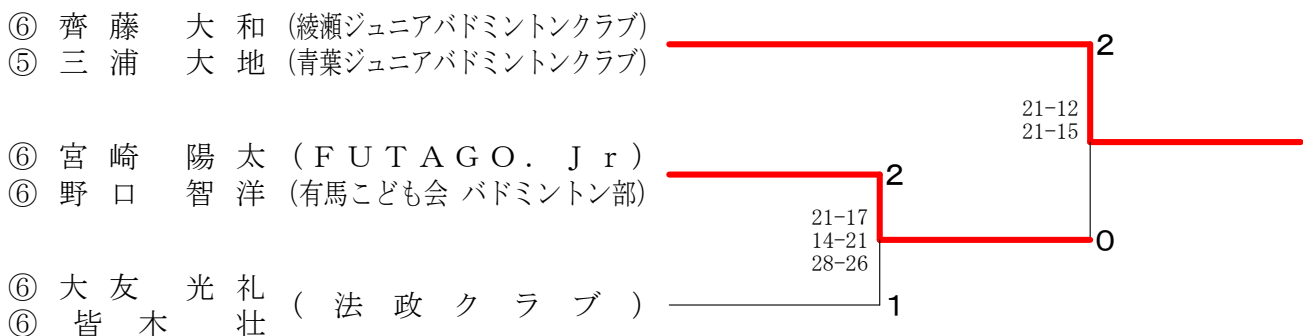 ⑥ 齊藤 大和 (綾瀬ジュニアバドミントンクラブ)
⑤ 三浦 大地 (青葉ジュニアバドミントンクラブ)
2
21-12
21-15
⑥ 宮崎 陽太 (FUTAGO. Jr)
⑥ 野口 智洋 (有馬こども会 バドミントン部)
2
21-17
14-21
28-26
0
⑥ 大友 光礼
⑥ 皆木 壮
(法政クラブ)
1